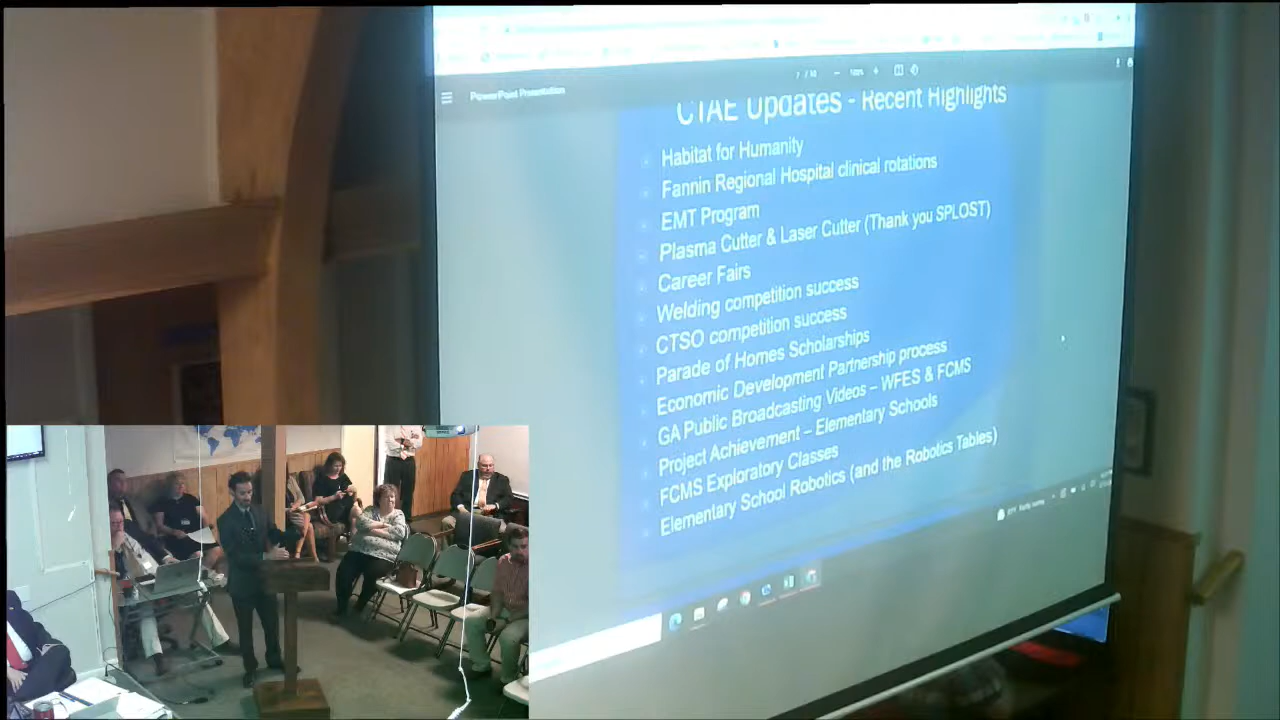 PowerPoint Presentation
7 / 10
100%
CTAE Updates - Recent Highlights
Habitat for Humanity
Fannin Regional Hospital clinical rotations
EMT Program
Plasma Cutter & Laser Cutter (Thank you SPLOST)
Career Fairs
Welding competition success
CTSO competition success
Parade of Homes Scholarships
Economic Development Partnership process
GA Public Broadcasting Videos – WFES & FCMS
Project Achievement – Elementary Schools
FCMS Exploratory Classes
Elementary School Robotics (and the Robotics Tables)